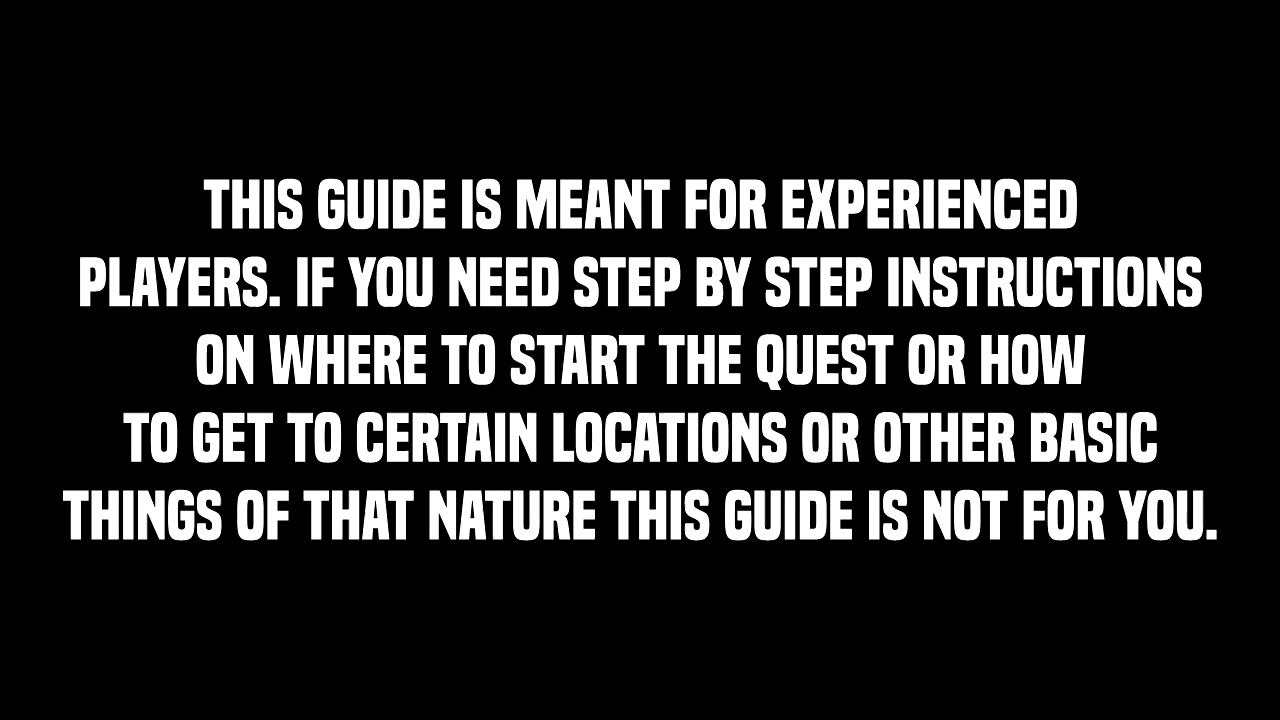 THIS GUIDE IS MEANT FOR EXPERIENCED
PLAYERS. IF YOU NEED STEP BY STEP INSTRUCTIONS
ON WHERE TO START THE QUEST OR HOW
TO GET TO CERTAIN LOCATIONS OR OTHER BASIC
THINGS OF THAT NATURE THIS GUIDE IS NOT FOR YOU.